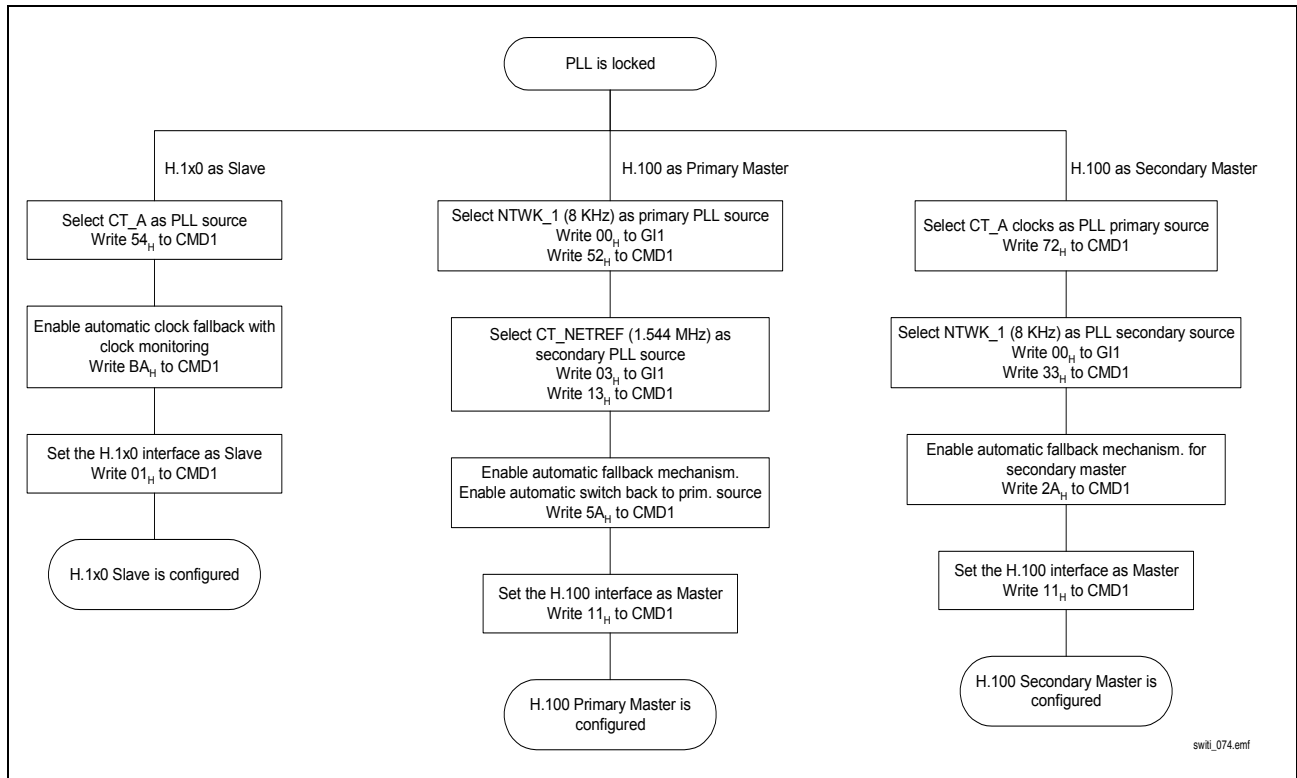 PLL is locked
H.1x0 as Slave
Select CT_A as PLL source
Write 54H to CMD1
Enable automatic clock fallback with
clock monitoring
Write BAH to CMD1
Set the H.1x0 interface as Slave
Write 01H to CMD1
H.1x0 Slave is configured
H.100 as Primary Master
Select NTWK_1 (8 KHz) as primary PLL source
Write 00H to GI1
Write 52H to CMD1
Select CT_NETREF (1.544 MHz) as
secondary PLL source
Write 03H to GI1
Write 13H to CMD1
Enable automatic fallback mechanism.
Enable automatic switch back to prim. source
Write 5AH to CMD1
Set the H.100 interface as Master
Write 11H to CMD1
H.100 Primary Master is
configured
H.100 as Secondary Master
Select CT_A clocks as PLL primary source
Write 72H to CMD1
Select NTWK_1 (8 KHz) as PLL secondary source
Write 00H to GI1
Write 33H to CMD1
Enable automatic fallback mechanism. for
secondary master
Write 2AH to CMD1
Set the H.100 interface as Master
Write 11H to CMD1
H.100 Secondary Master is
configured
switi_074.emf